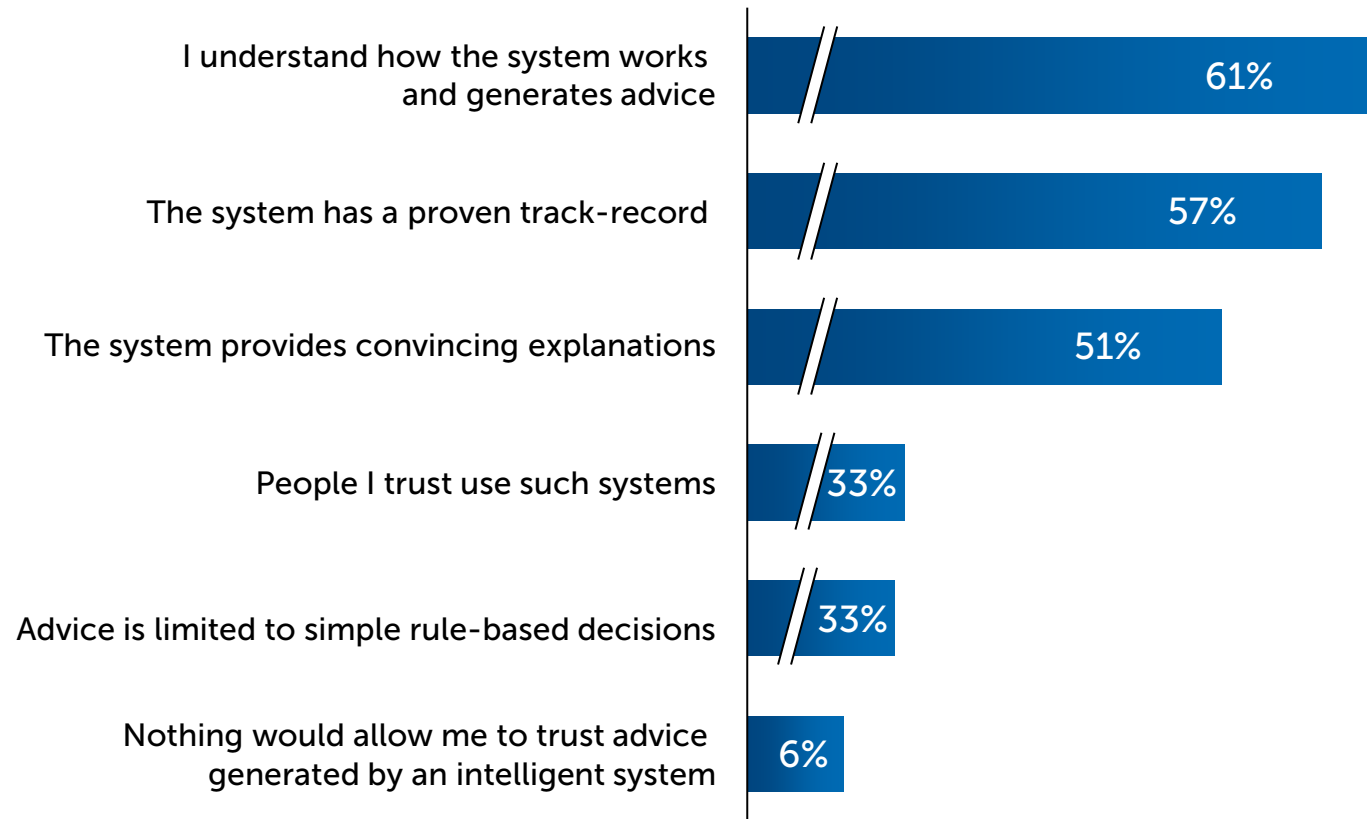 I understand how the system works
and generates advice
61%
The system has a proven track-record
57%
The system provides convincing explanations
51%
People I trust use such systems
33%
Advice is limited to simple rule-based decisions
33%
Nothing would allow me to trust advice
generated by an intelligent system
6%